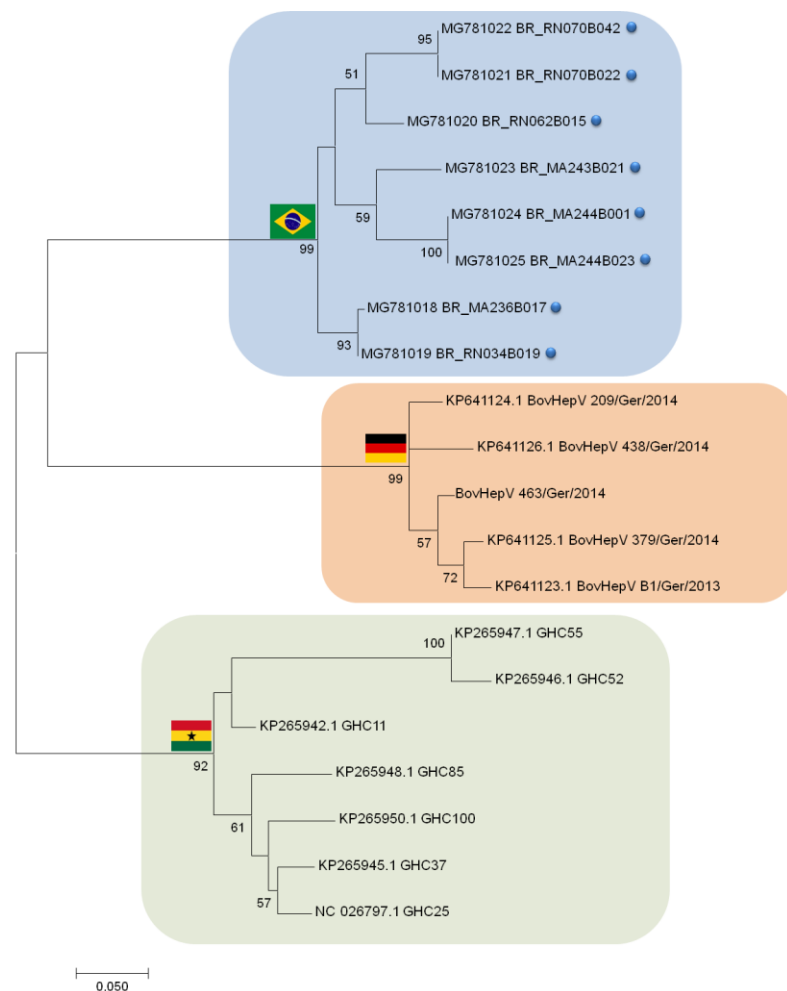 MG781022 BR_RN070B042
95
MG781021 BR_RN070B022
51
MG781020 BR_RN062B015
MG781023 BR_MA243B021
59
MG781024 BR_MA244B001
99
100
MG781025 BR_MA244B023
MG781018 BR_MA236B017
93
MG781019 BR_RN034B019
KP641124.1 BovHepV 209/Ger/2014
KP641126.1 BovHepV 438/Ger/2014
99
BovHepV 463/Ger/2014
57
KP641125.1 BovHepV 379/Ger/2014
72
KP641123.1 BovHepV B1/Ger/2013
KP265947.1 GHC55
100
KP265946.1 GHC52
KP265942.1 GHC11
92
KP265948.1 GHC85
61
KP265950.1 GHC100
KP265945.1 GHC37
57
NC 026797.1 GHC25
0.050